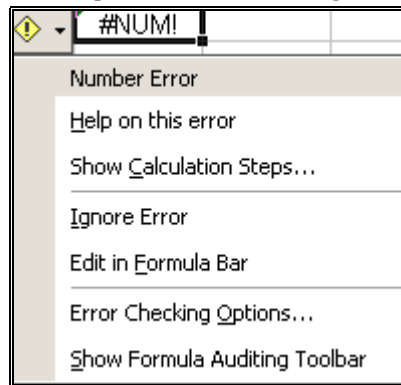 #NUM!
Number Error
Help on this error
Show Calculation Steps...
Ignore Error
Edit in Formula Bar
Error Checking Options...
Show Formula Auditing Toolbar